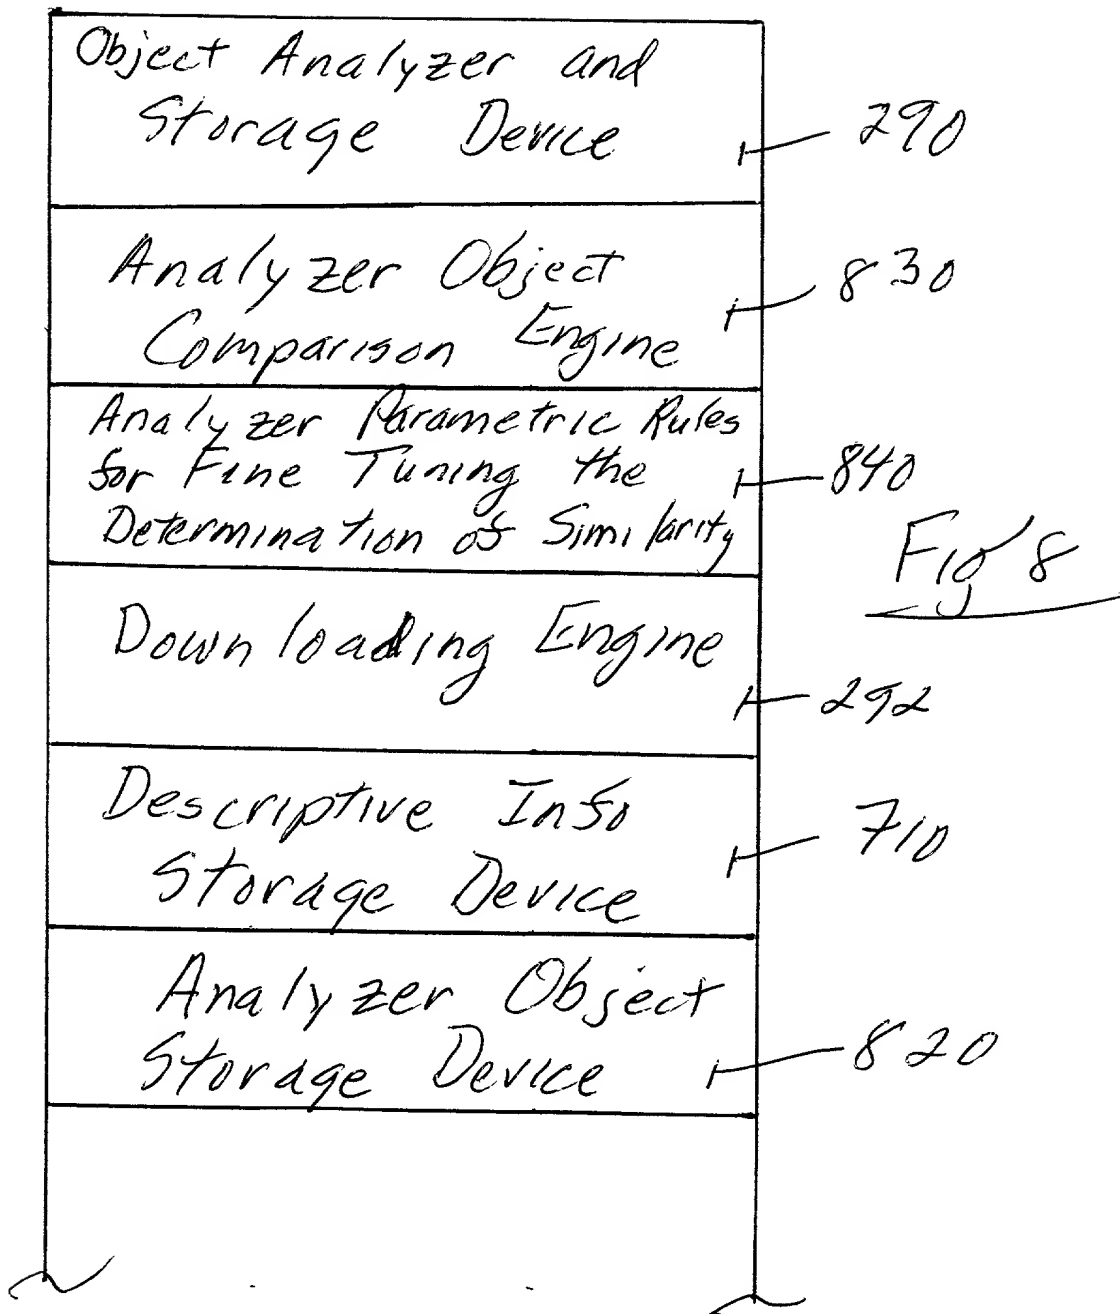 Object Analyzer and
Storage Device
290
Analyzer Object
Comparison Engine
830
Analyzer Parametric Rules
for Fine Tuning the
Determination of Similarity
840
Fig 8
Downloading Engine
292
Descriptive Info
Storage Device
710
Analyzer Object
Storage Device
820